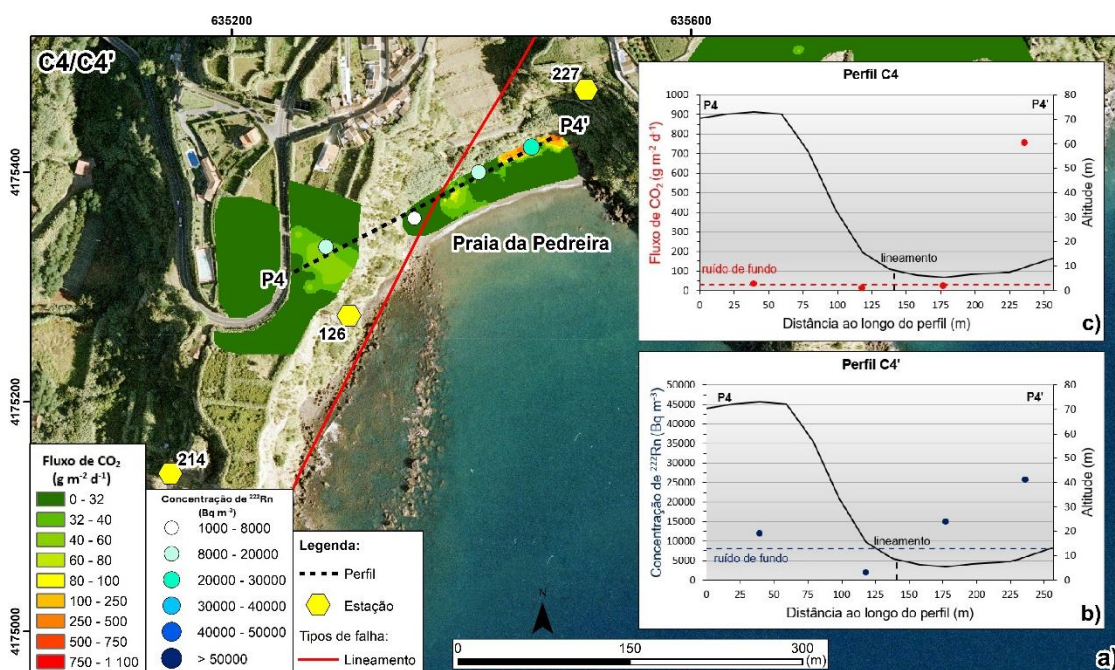 635200
635600
C4/C4'
4175400
4175200
4175000
227
P4'
P4
Praia da Pedreira
126
214
Perfil C4
P4
P4'
Fluxo de CO₂ (g m⁻² d⁻¹)
1000
900
800
700
600
500
400
300
200
100
0
80
70
60
50
40
30
20
10
0
Altitude (m)
lineamento
ruído de fundo
0 25 50 75 100 125 150 175 200 225 250
Distância ao longo do perfil (m)
c)
Perfil C4'
P4
P4'
Concentração de ²²²Rn (Bq m⁻³)
50000
45000
40000
35000
30000
25000
20000
15000
10000
5000
0
80
70
60
50
40
30
20
10
0
Altitude (m)
lineamento
ruído de fundo
0 25 50 75 100 125 150 175 200 225 250
Distância ao longo do perfil (m)
b)
Fluxo de CO₂
(g m⁻² d⁻¹)
0 - 32
32 - 40
40 - 60
60 - 80
80 - 100
100 - 250
250 - 500
500 - 750
750 - 1 100
Concentração de ²²²Rn
(Bq m⁻³)
1000 - 8000
8000 - 20000
20000 - 30000
30000 - 40000
40000 - 50000
> 50000
Legenda:
Perfil
Estação
Tipos de falha:
Lineamento
N
0 150 300
(m)
a)